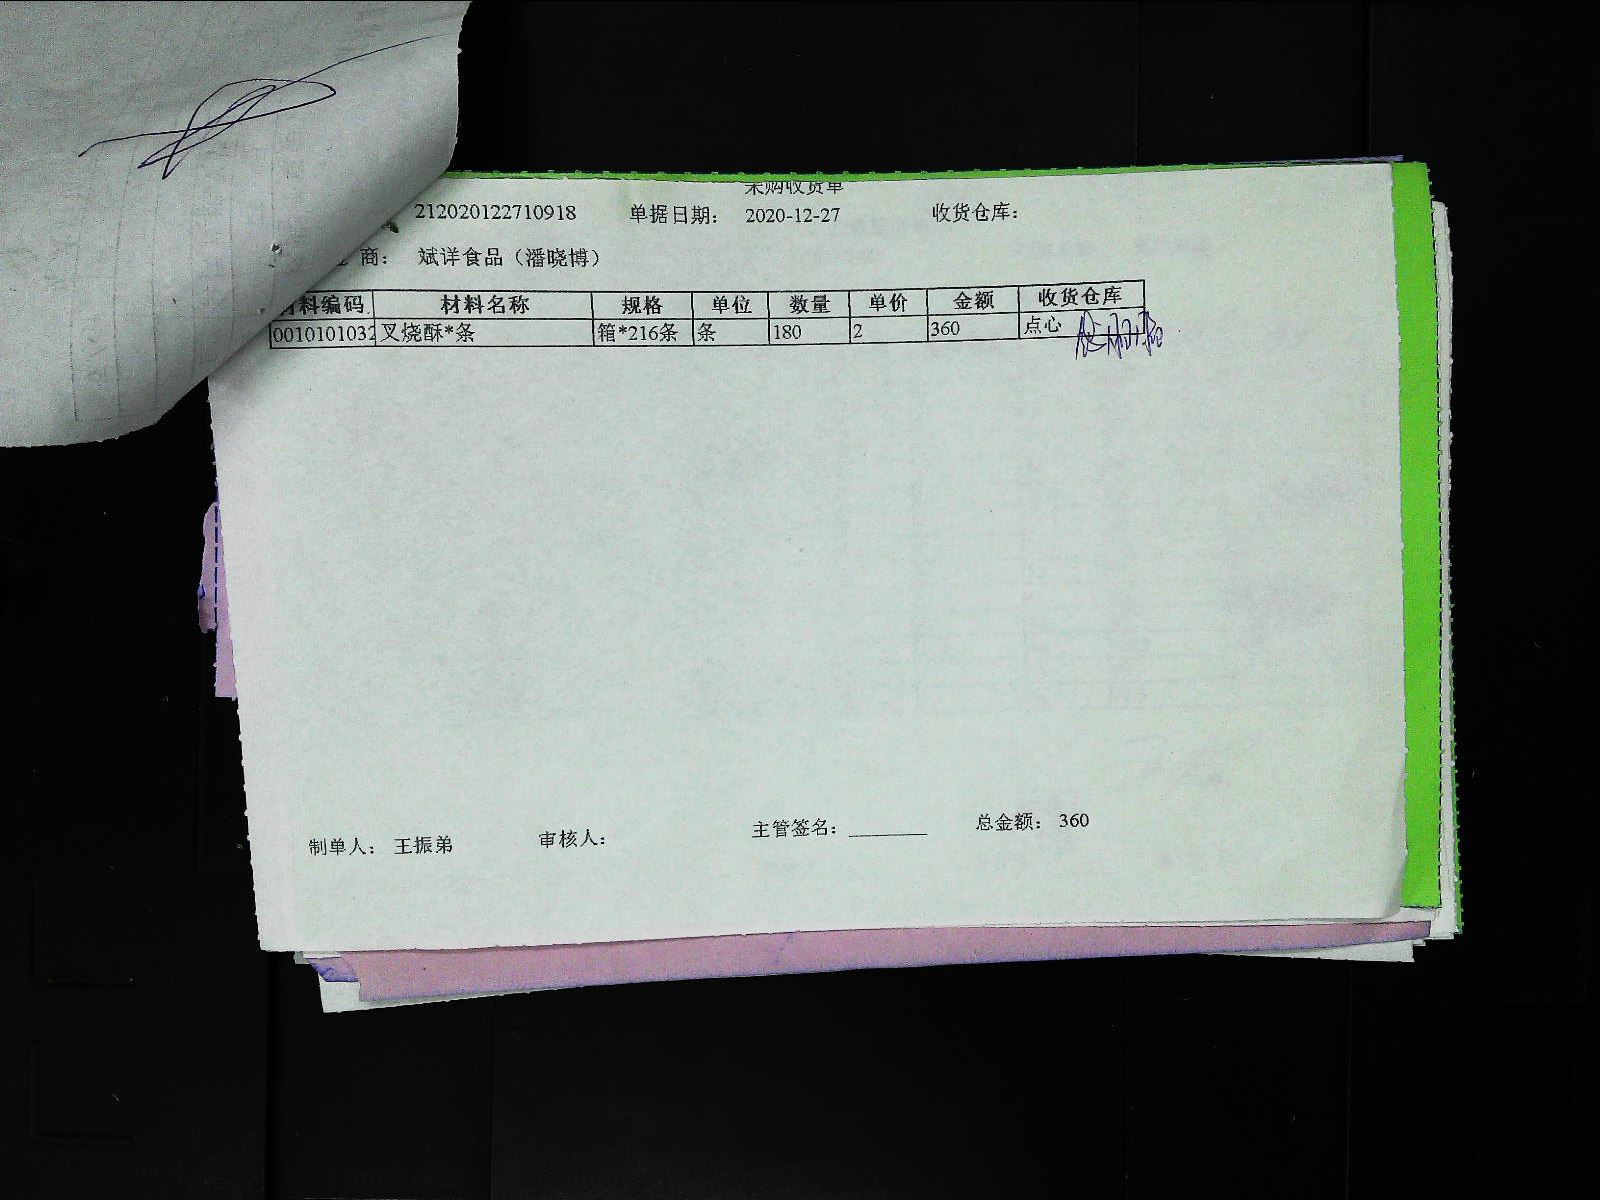 采购收货单
212020122710918 单据日期： 2020-12-27 收货仓库：
商： 斌详食品（潘晓博）
材料编码 材料名称 规格 单位 数量 单价 金额 收货仓库
0010101032 叉烧酥*条 箱*216条 条 180 2 360 点心
制单人： 王振弟 审核人： 主管签名：________ 总金额： 360